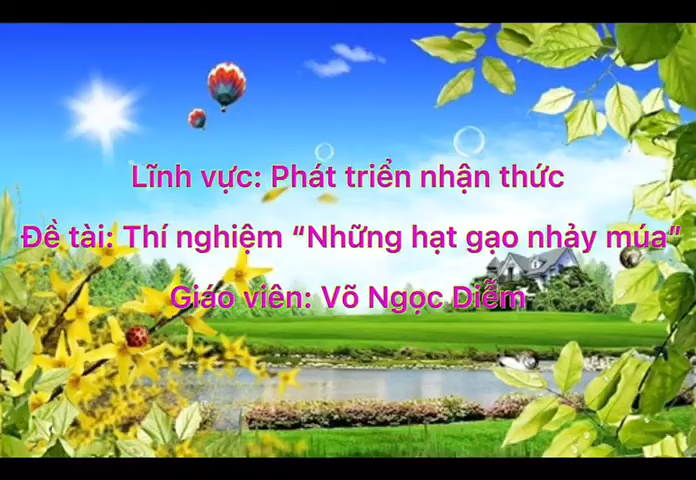 Lĩnh vực: Phát triển nhận thức
Đề tài: Thí nghiệm “Những hạt gạo nhảy múa”
Giáo viên: Võ Ngọc Diễm